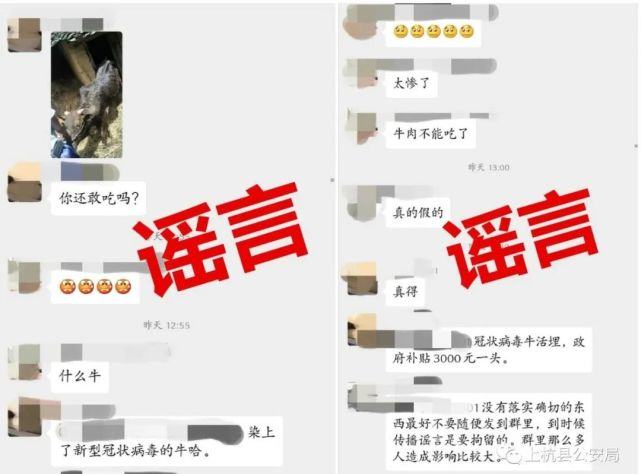 你还敢吃吗?
谣言
昨天 12:55
什么牛
染上
了新型冠状病毒的牛哈。
太惨了
牛肉不能吃了
昨天 13:00
真的假的
谣言
真得
冠状病毒牛活埋，政
府补贴3000元一头。
01没有落实确切的东
西最好不要随便发到群里，到时候
传播谣言是要拘留的。群里那么多
人造成影响比较大。
上杭县公安局